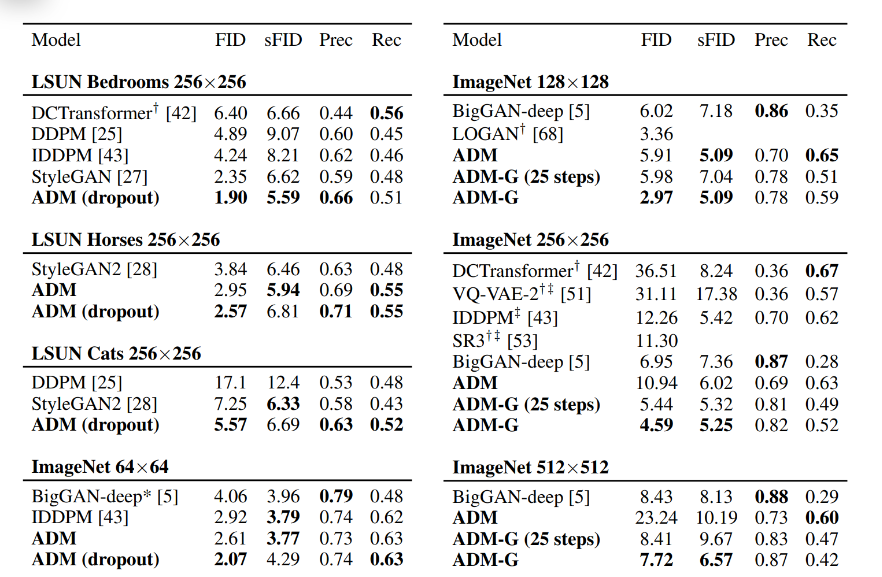 Model FID sFID Prec Rec
LSUN Bedrooms 256×256
DCTransformer† [42] 6.40 6.66 0.44 0.56
DDPM [25] 4.89 9.07 0.60 0.45
IDDPM [43] 4.24 8.21 0.62 0.46
StyleGAN [27] 2.35 6.62 0.59 0.48
ADM (dropout) 1.90 5.59 0.66 0.51
LSUN Horses 256×256
StyleGAN2 [28] 3.84 6.46 0.63 0.48
ADM 2.95 5.94 0.69 0.55
ADM (dropout) 2.57 6.81 0.71 0.55
LSUN Cats 256×256
DDPM [25] 17.1 12.4 0.53 0.48
StyleGAN2 [28] 7.25 6.33 0.58 0.43
ADM (dropout) 5.57 6.69 0.63 0.52
ImageNet 64×64
BigGAN-deep* [5] 4.06 3.96 0.79 0.48
IDDPM [43] 2.92 3.79 0.74 0.62
ADM 2.61 3.77 0.73 0.63
ADM (dropout) 2.07 4.29 0.74 0.63
Model FID sFID Prec Rec
ImageNet 128×128
BigGAN-deep [5] 6.02 7.18 0.86 0.35
LOGAN† [68] 3.36
ADM 5.91 5.09 0.70 0.65
ADM-G (25 steps) 5.98 7.04 0.78 0.51
ADM-G 2.97 5.09 0.78 0.59
ImageNet 256×256
DCTransformer† [42] 36.51 8.24 0.36 0.67
VQ-VAE-2†‡ [51] 31.11 17.38 0.36 0.57
IDDPM‡ [43] 12.26 5.42 0.70 0.62
SR3†‡ [53] 11.30
BigGAN-deep [5] 6.95 7.36 0.87 0.28
ADM 10.94 6.02 0.69 0.63
ADM-G (25 steps) 5.44 5.32 0.81 0.49
ADM-G 4.59 5.25 0.82 0.52
ImageNet 512×512
BigGAN-deep [5] 8.43 8.13 0.88 0.29
ADM 23.24 10.19 0.73 0.60
ADM-G (25 steps) 8.41 9.67 0.83 0.47
ADM-G 7.72 6.57 0.87 0.42